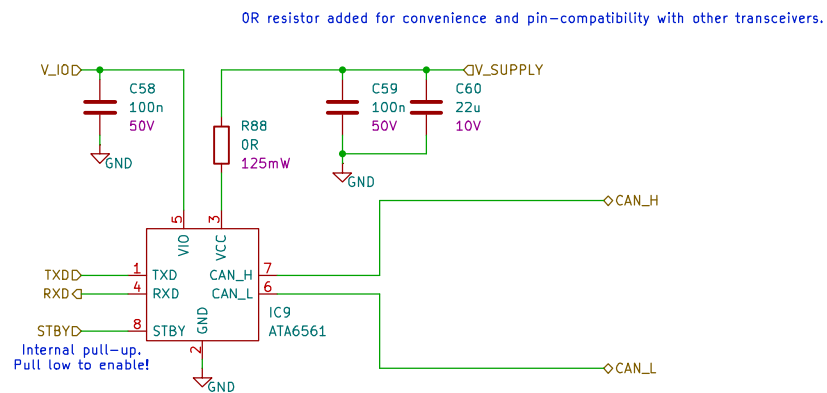 0R resistor added for convenience and pin-compatibility with other transceivers.
V_IO
V_SUPPLY
C58
100n
50V
C59
100n
50V
C60
22u
10V
R88
0R
125mW
GND
GND
CAN_H
5
3
VIO
VCC
TXD
1
TXD
CAN_H
7
RXD
4
RXD
CAN_L
6
STBY
8
STBY
GND
2
IC9
ATA6561
Internal pull-up.
Pull low to enable!
CAN_L
GND